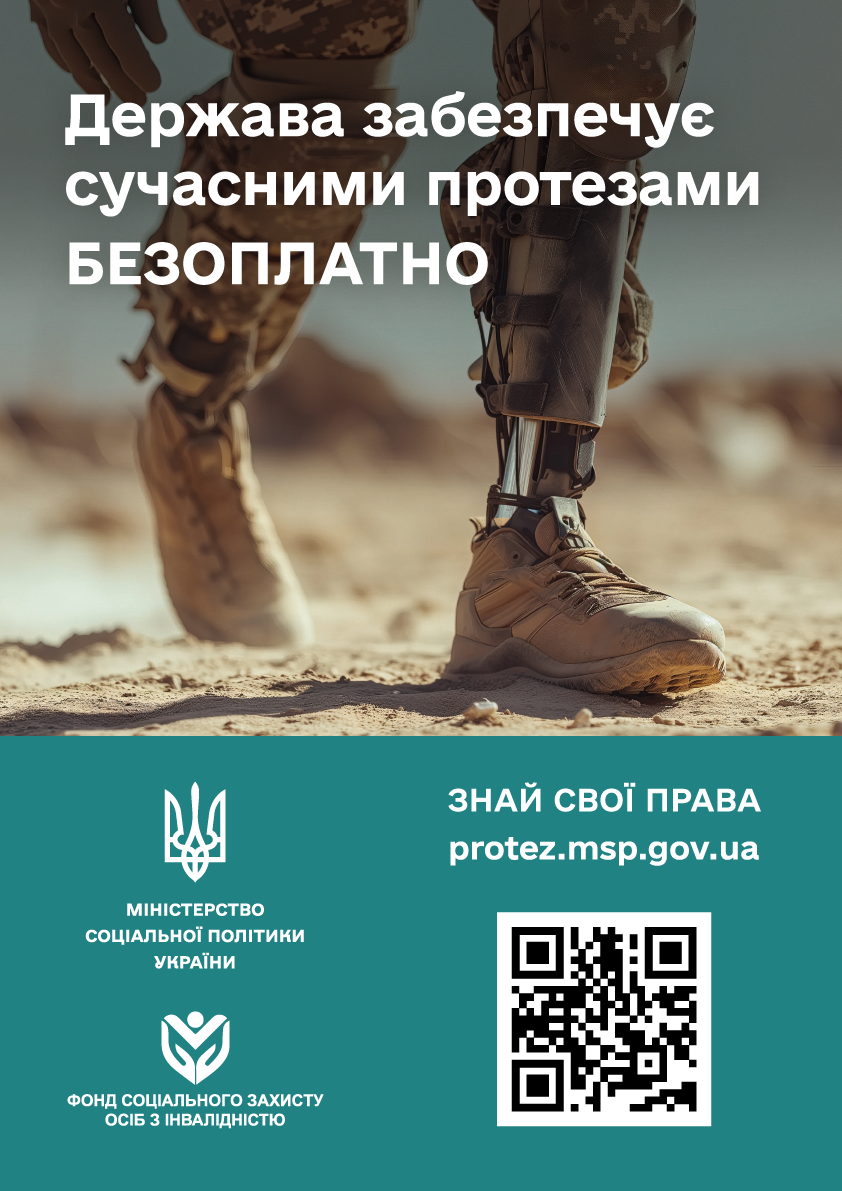 Держава забезпечує
сучасними протезами
БЕЗОПЛАТНО
ЗНАЙ СВОЇ ПРАВА
protez.msp.gov.ua
МІНІСТЕРСТВО
СОЦІАЛЬНОЇ ПОЛІТИКИ
УКРАЇНИ
ФОНД СОЦІАЛЬНОГО ЗАХИСТУ
ОСІБ З ІНВАЛІДНІСТЮ